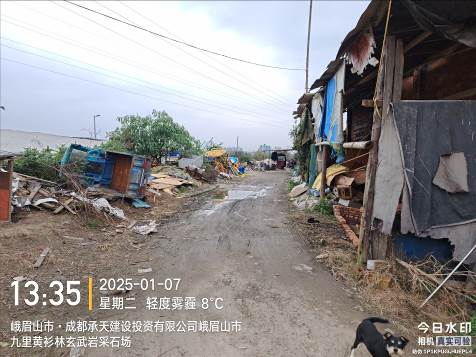 13:35
2025-01-07
星期二 轻度雾霾 8℃
峨眉山市·成都承天建设投资有限公司峨眉山市
九里黄衫林玄武岩采石场
今日水印
相机 真实可验